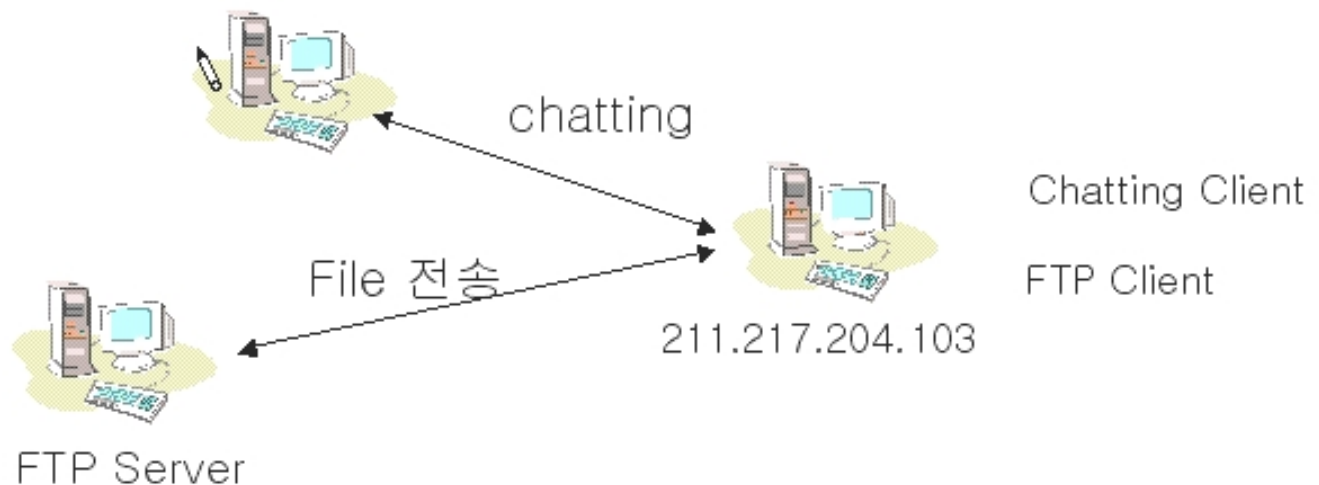 chatting
Chatting Client
File 전송
FTP Client
211.217.204.103
FTP Server